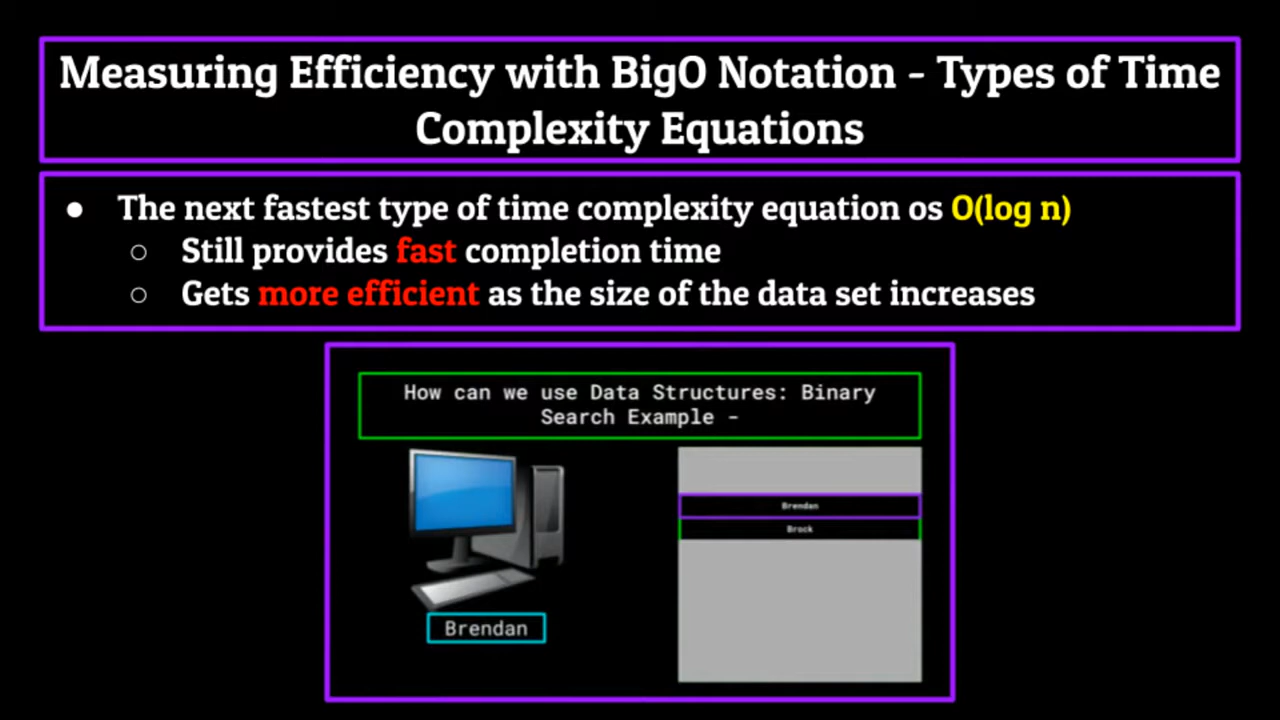 Measuring Efficiency with BigO Notation - Types of Time
Complexity Equations
● The next fastest type of time complexity equation os O(log n)
○ Still provides fast completion time
○ Gets more efficient as the size of the data set increases
How can we use Data Structures: Binary
Search Example -
Brendan
Brock
Brendan